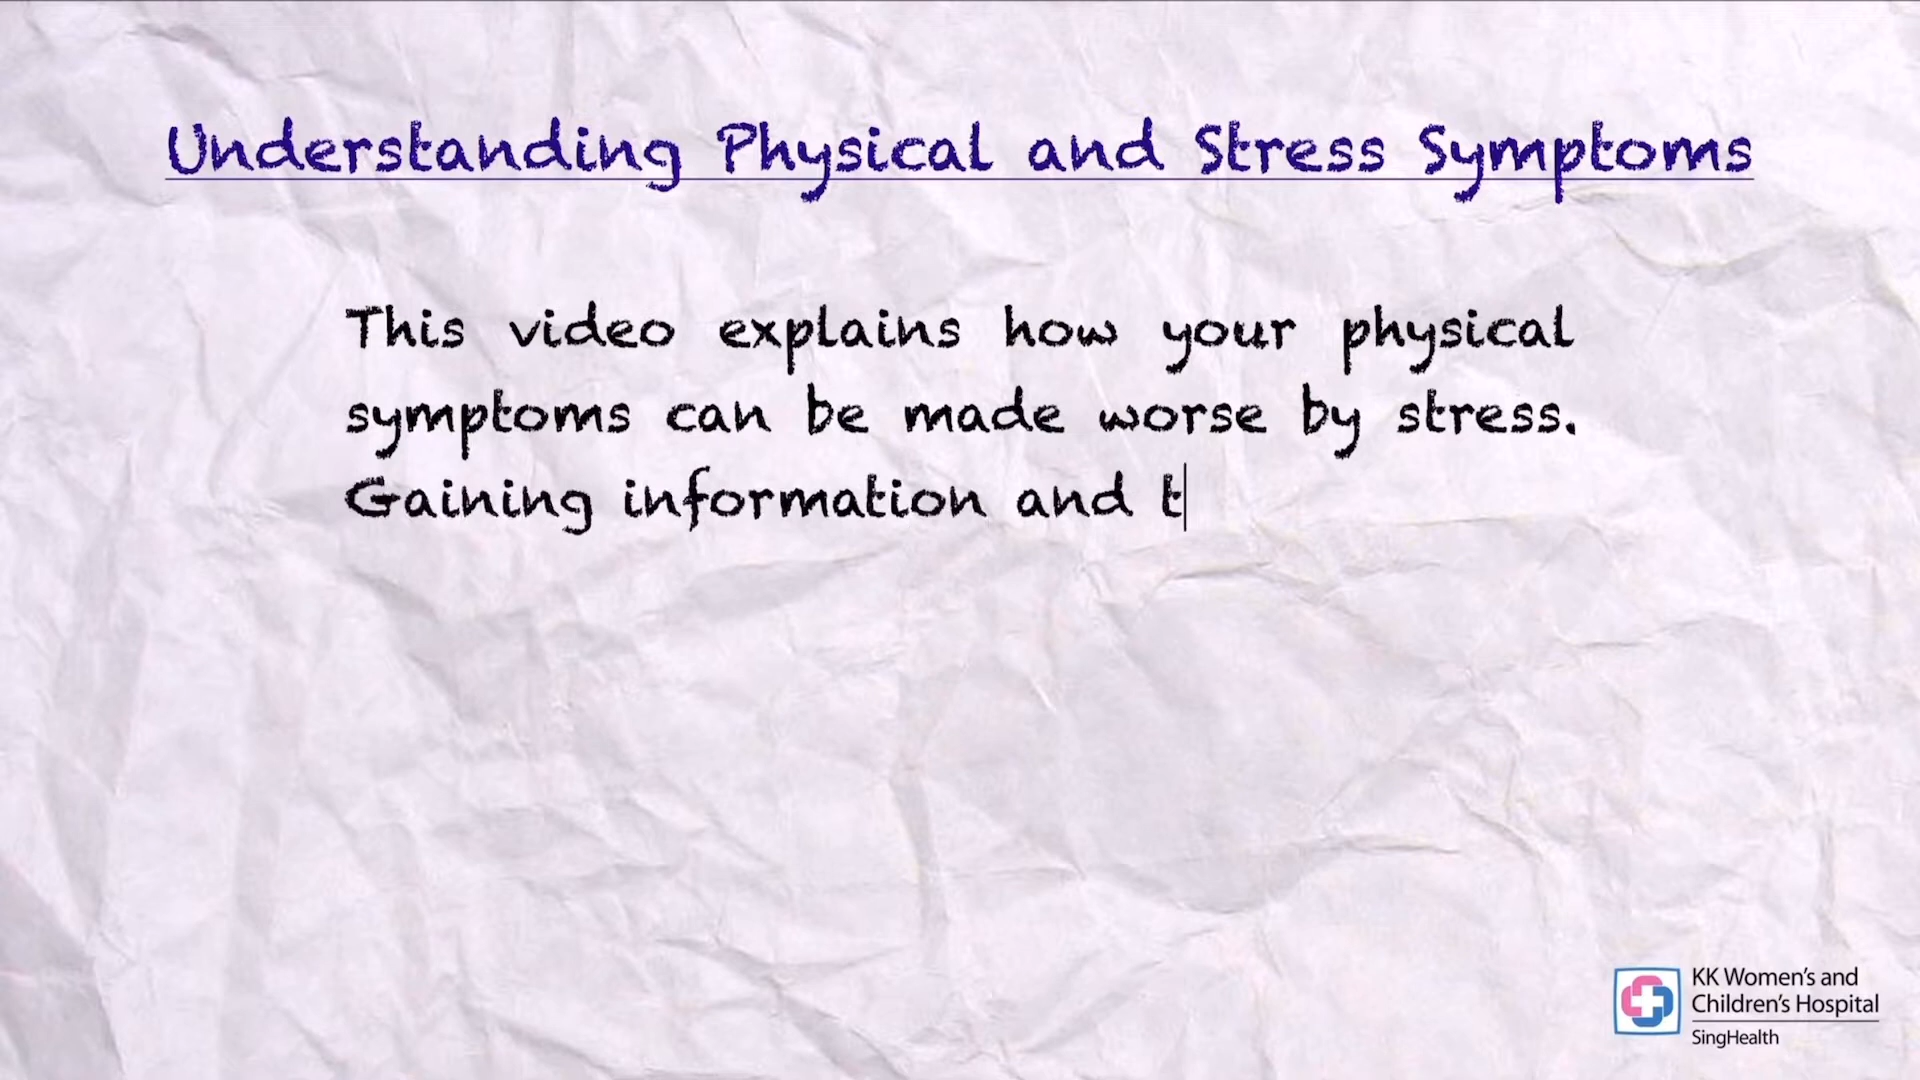 Understanding Physical and Stress Symptoms
This video explains how your physical
symptoms can be made worse by stress.
Gaining information and t
KK Women's and
Children's Hospital
SingHealth